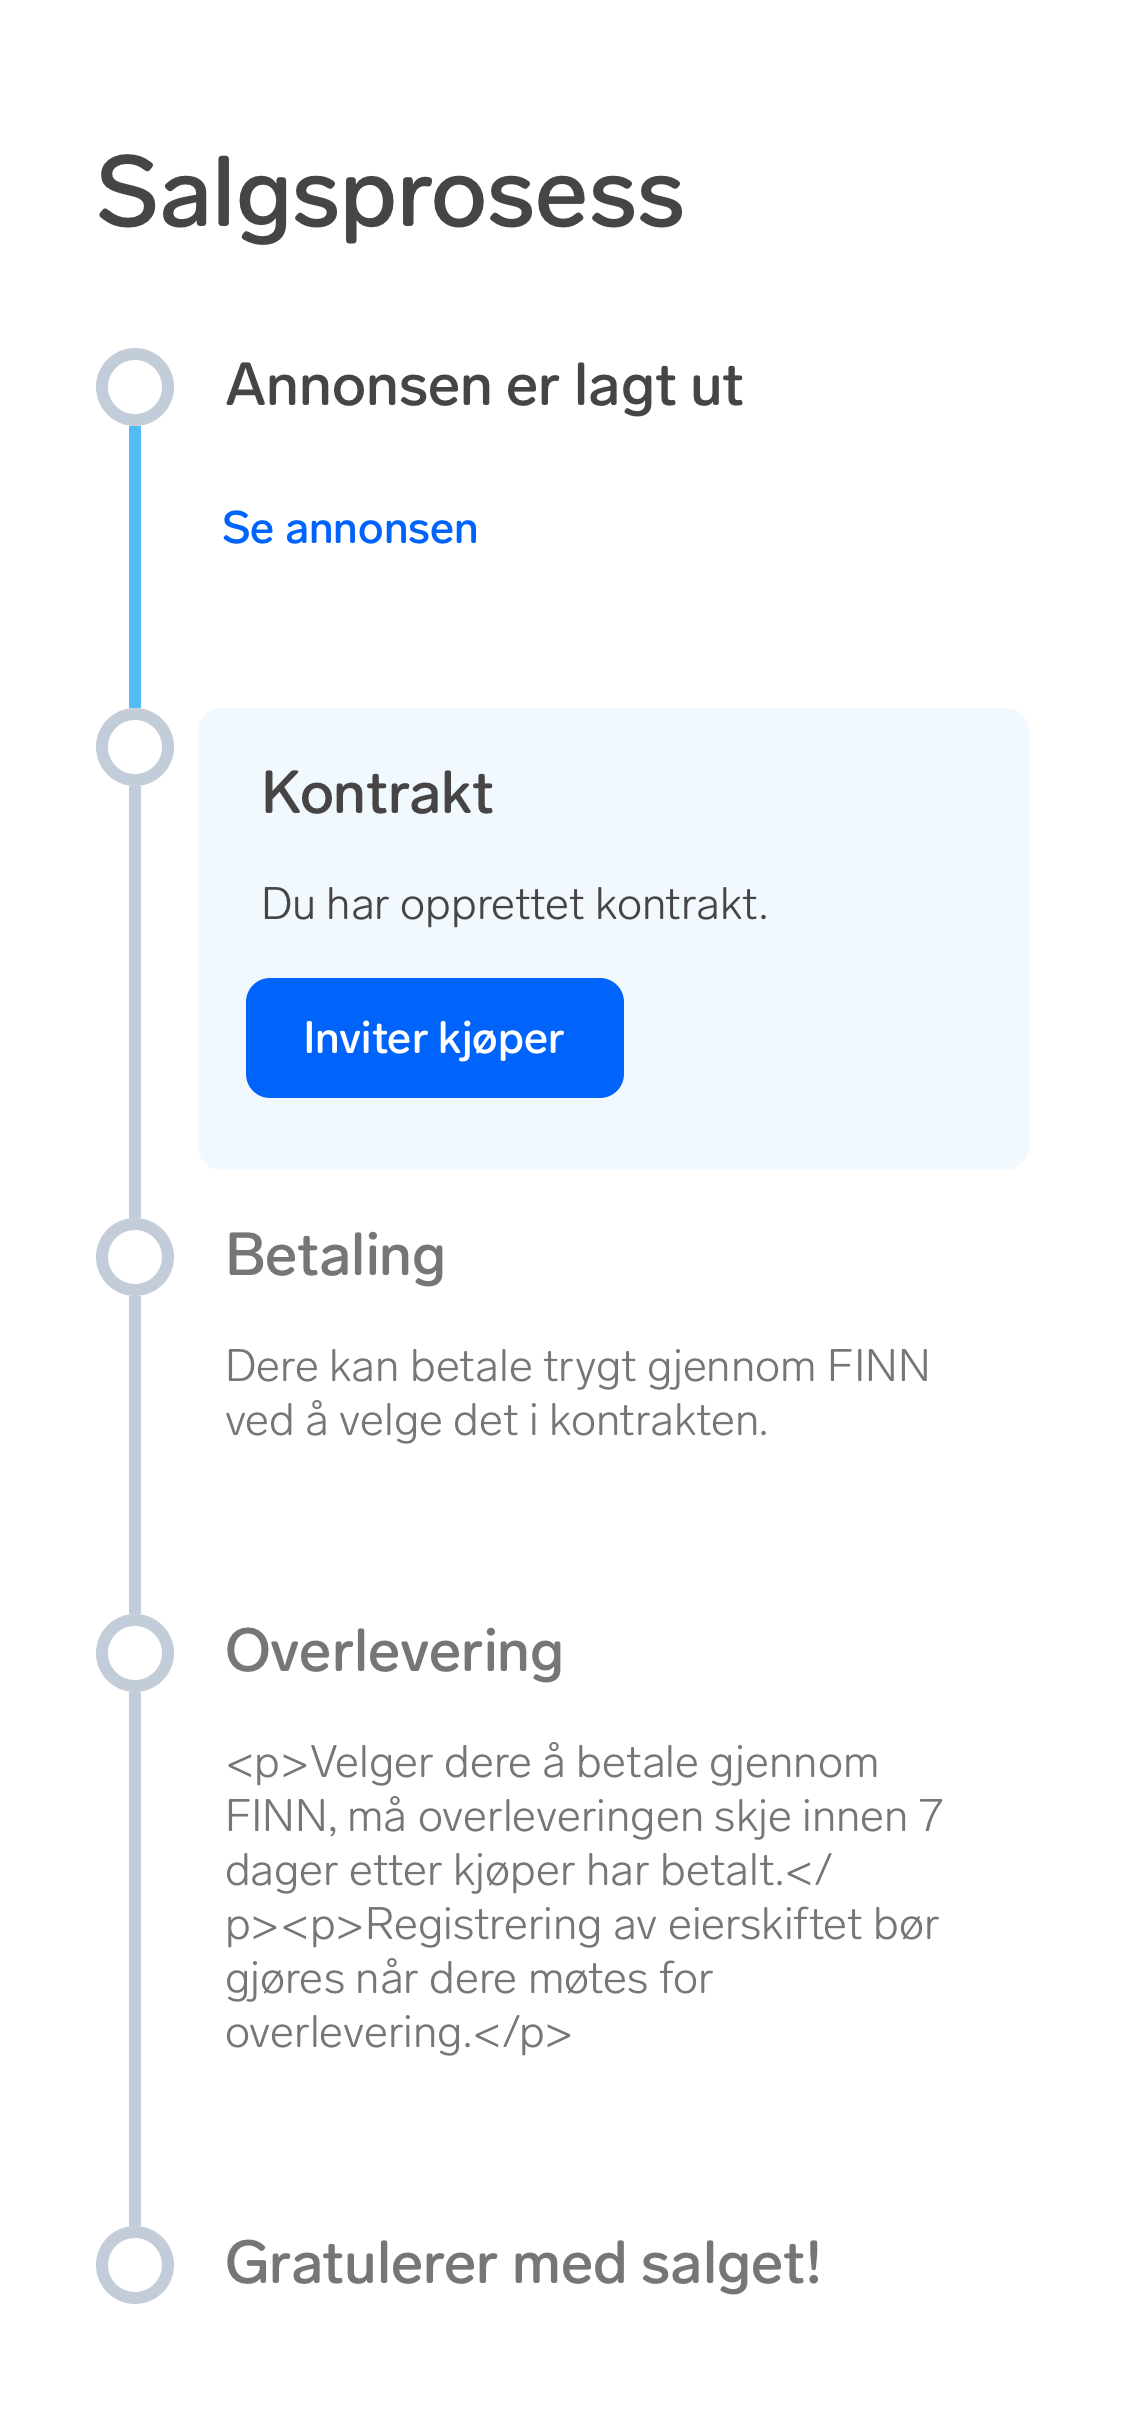 Salgsprosess
Annonsen er lagt ut
Se annonsen
Kontrakt
Du har opprettet kontrakt.
Inviter kjøper
Betaling
Dere kan betale trygt gjennom FINN
ved å velge det i kontrakten.
Overlevering
<p>Velger dere å betale gjennom
FINN, må overleveringen skje innen 7
dager etter kjøper har betalt.</
p><p>Registrering av eierskiftet bør
gjøres når dere møtes for
overlevering.</p>
Gratulerer med salget!